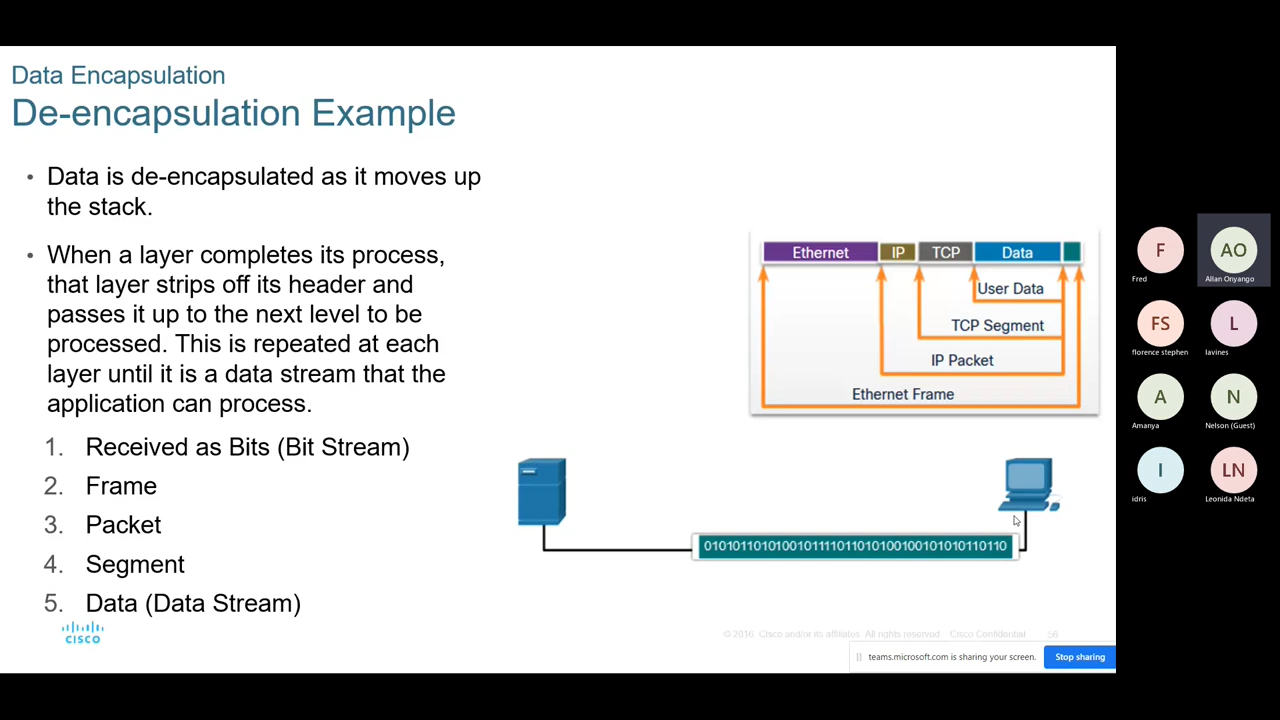 Data Encapsulation
De-encapsulation Example
• Data is de-encapsulated as it moves up
the stack.
• When a layer completes its process,
that layer strips off its header and
passes it up to the next level to be
processed. This is repeated at each
layer until it is a data stream that the
application can process.
1. Received as Bits (Bit Stream)
2. Frame
3. Packet
4. Segment
5. Data (Data Stream)
CISCO
Ethernet IP TCP Data
User Data
TCP Segment
IP Packet
Ethernet Frame
010101101010010111101101010010010101010110110
© 2016 Cisco and/or its affiliates. All rights reserved. Cisco Confidential 56
teams.microsoft.com is sharing your screen. Stop sharing
F AO
Fred Allan Onyango
FS L
florence stephen lavines
A N
Amanya Nelson (Guest)
I LN
idris Leonida Ndeta